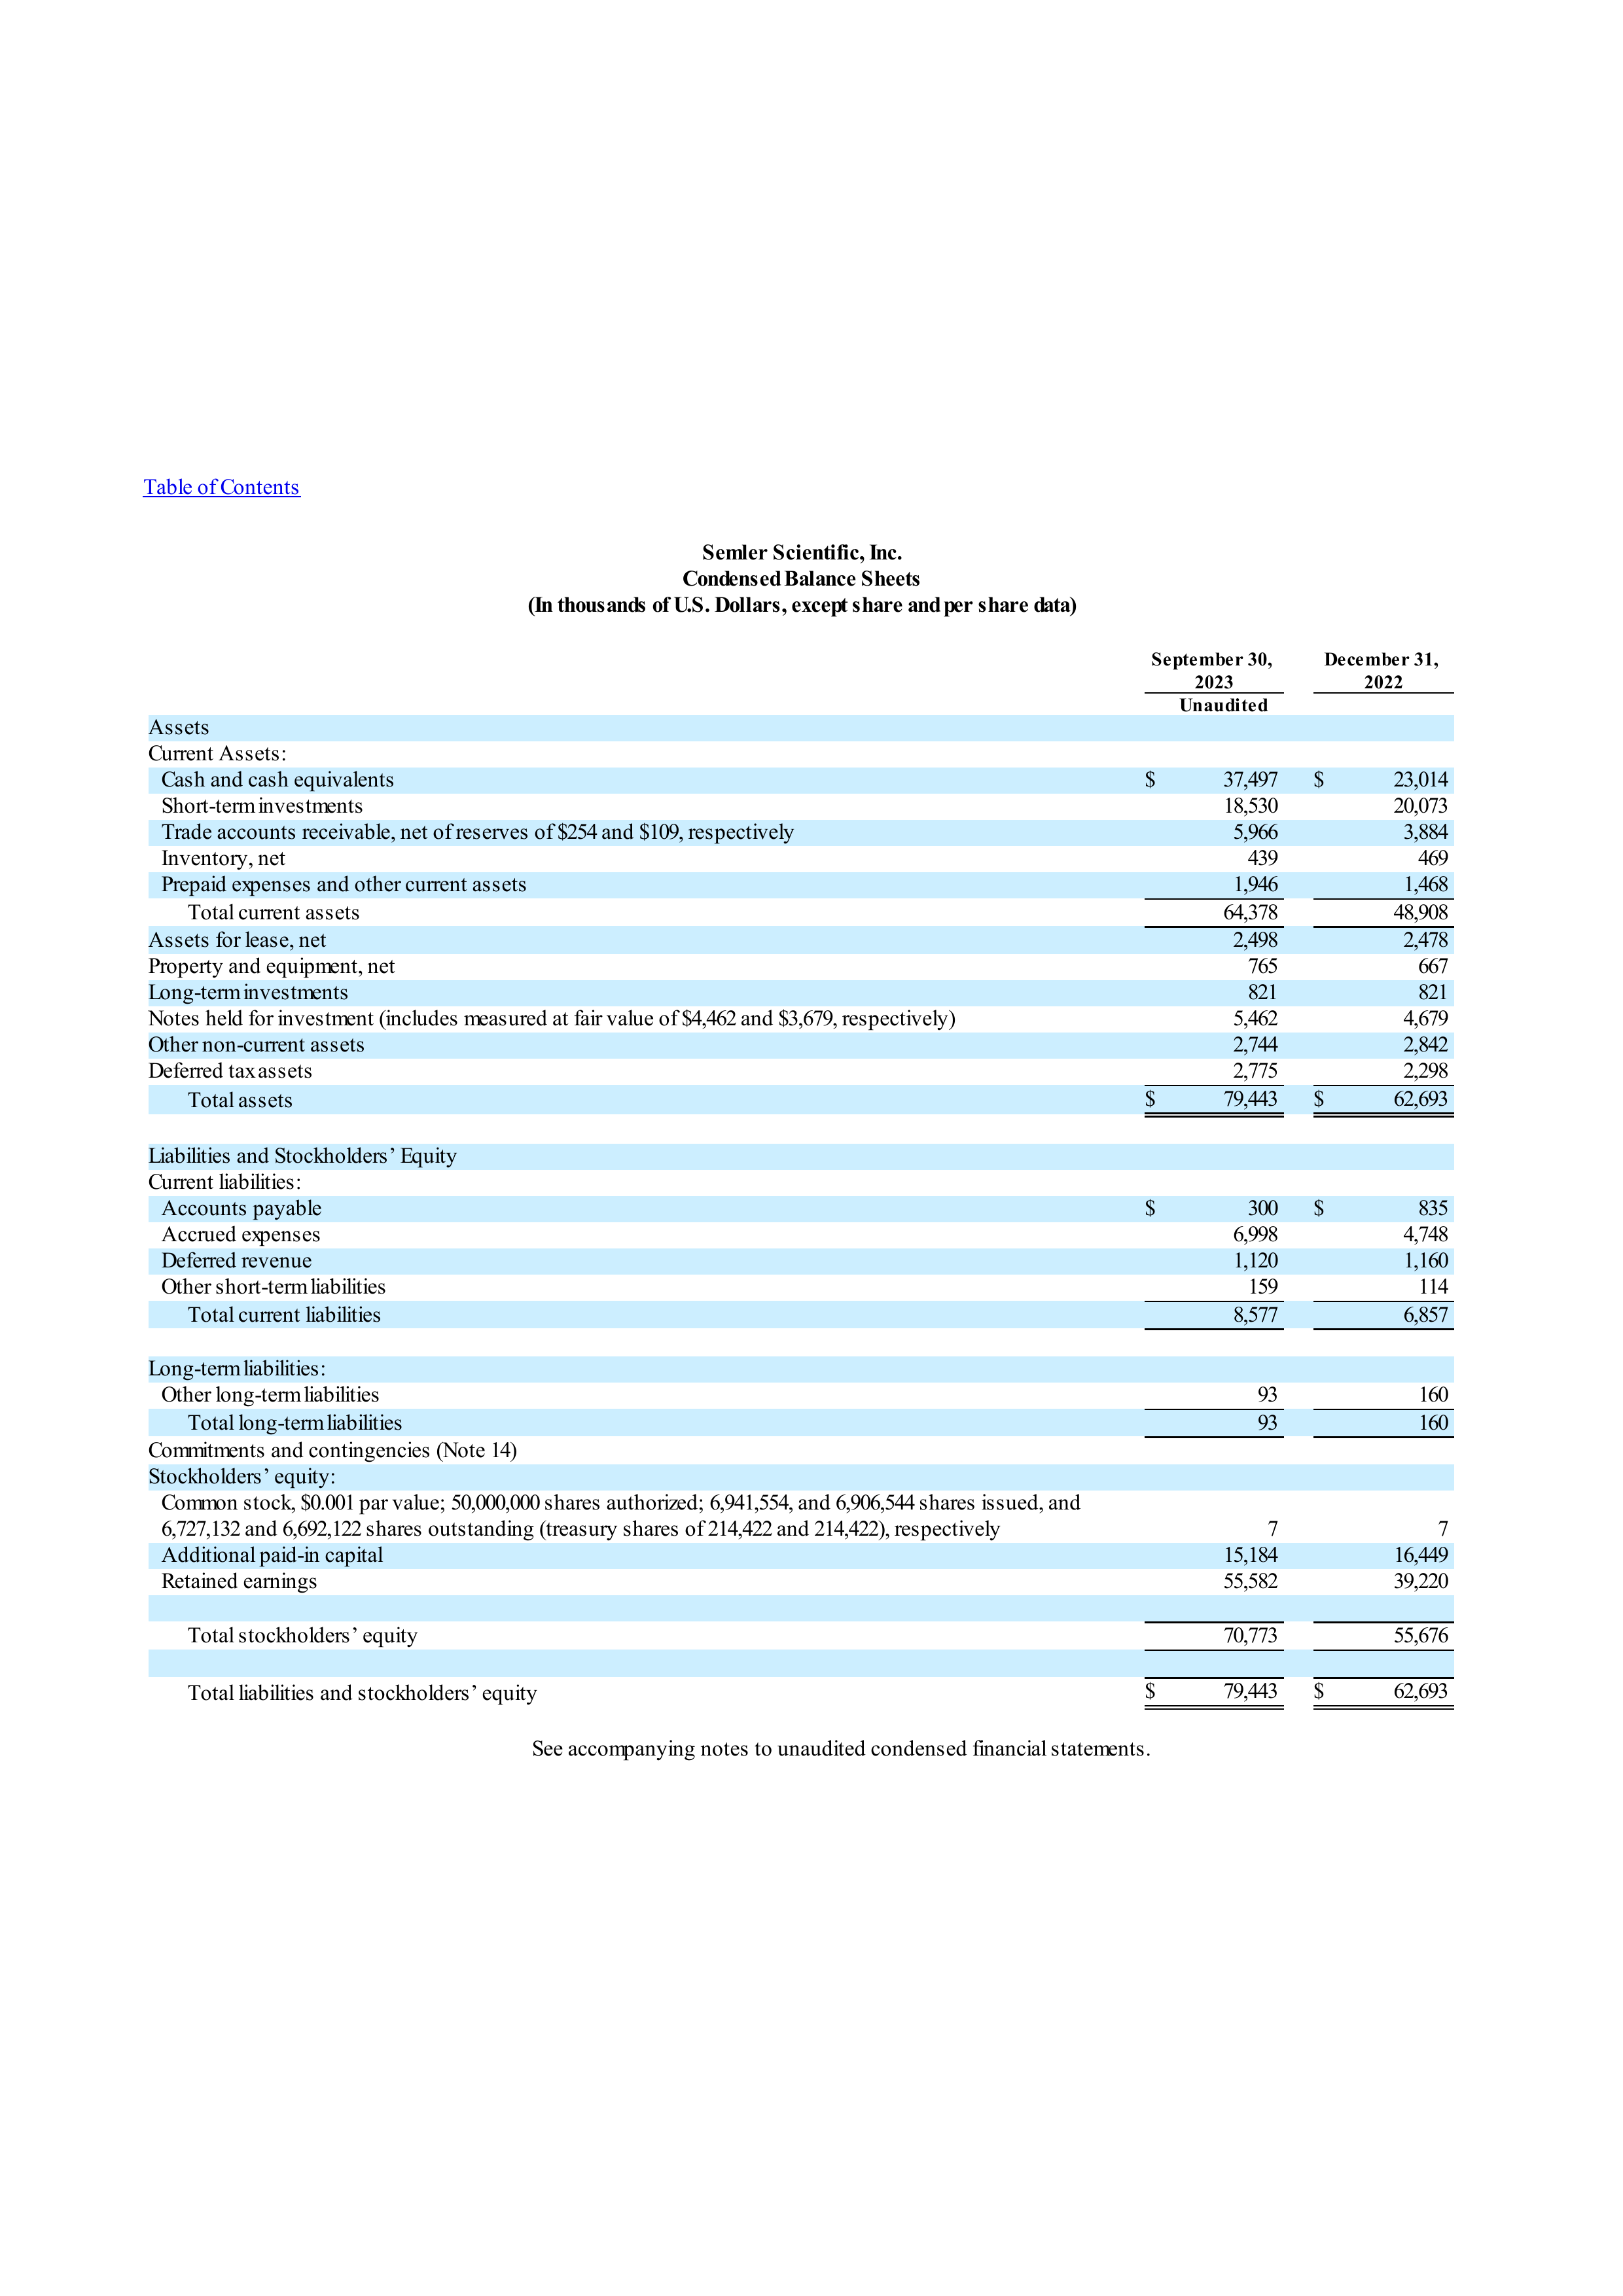 Table of Contents
Semler Scientific, Inc.
Condensed Balance Sheets
(In thousands of U.S. Dollars, except share and per share data)
September 30, December 31,
2023 2022
Unaudited
Assets
Current Assets:
Cash and cash equivalents $ 37,497 $ 23,014
Short-term investments 18,530 20,073
Trade accounts receivable, net of reserves of $254 and $109, respectively 5,966 3,884
Inventory, net 439 469
Prepaid expenses and other current assets 1,946 1,468
Total current assets 64,378 48,908
Assets for lease, net 2,498 2,478
Property and equipment, net 765 667
Long-term investments 821 821
Notes held for investment (includes measured at fair value of $4,462 and $3,679, respectively) 5,462 4,679
Other non-current assets 2,744 2,842
Deferred tax assets 2,775 2,298
Total assets $ 79,443 $ 62,693
Liabilities and Stockholders’ Equity
Current liabilities:
Accounts payable $ 300 $ 835
Accrued expenses 6,998 4,748
Deferred revenue 1,120 1,160
Other short-term liabilities 159 114
Total current liabilities 8,577 6,857
Long-term liabilities:
Other long-term liabilities 93 160
Total long-term liabilities 93 160
Commitments and contingencies (Note 14)
Stockholders’ equity:
Common stock, $0.001 par value; 50,000,000 shares authorized; 6,941,554, and 6,906,544 shares issued, and
6,727,132 and 6,692,122 shares outstanding (treasury shares of 214,422 and 214,422), respectively 7 7
Additional paid-in capital 15,184 16,449
Retained earnings 55,582 39,220
Total stockholders’ equity 70,773 55,676
Total liabilities and stockholders’ equity $ 79,443 $ 62,693
See accompanying notes to unaudited condensed financial statements.